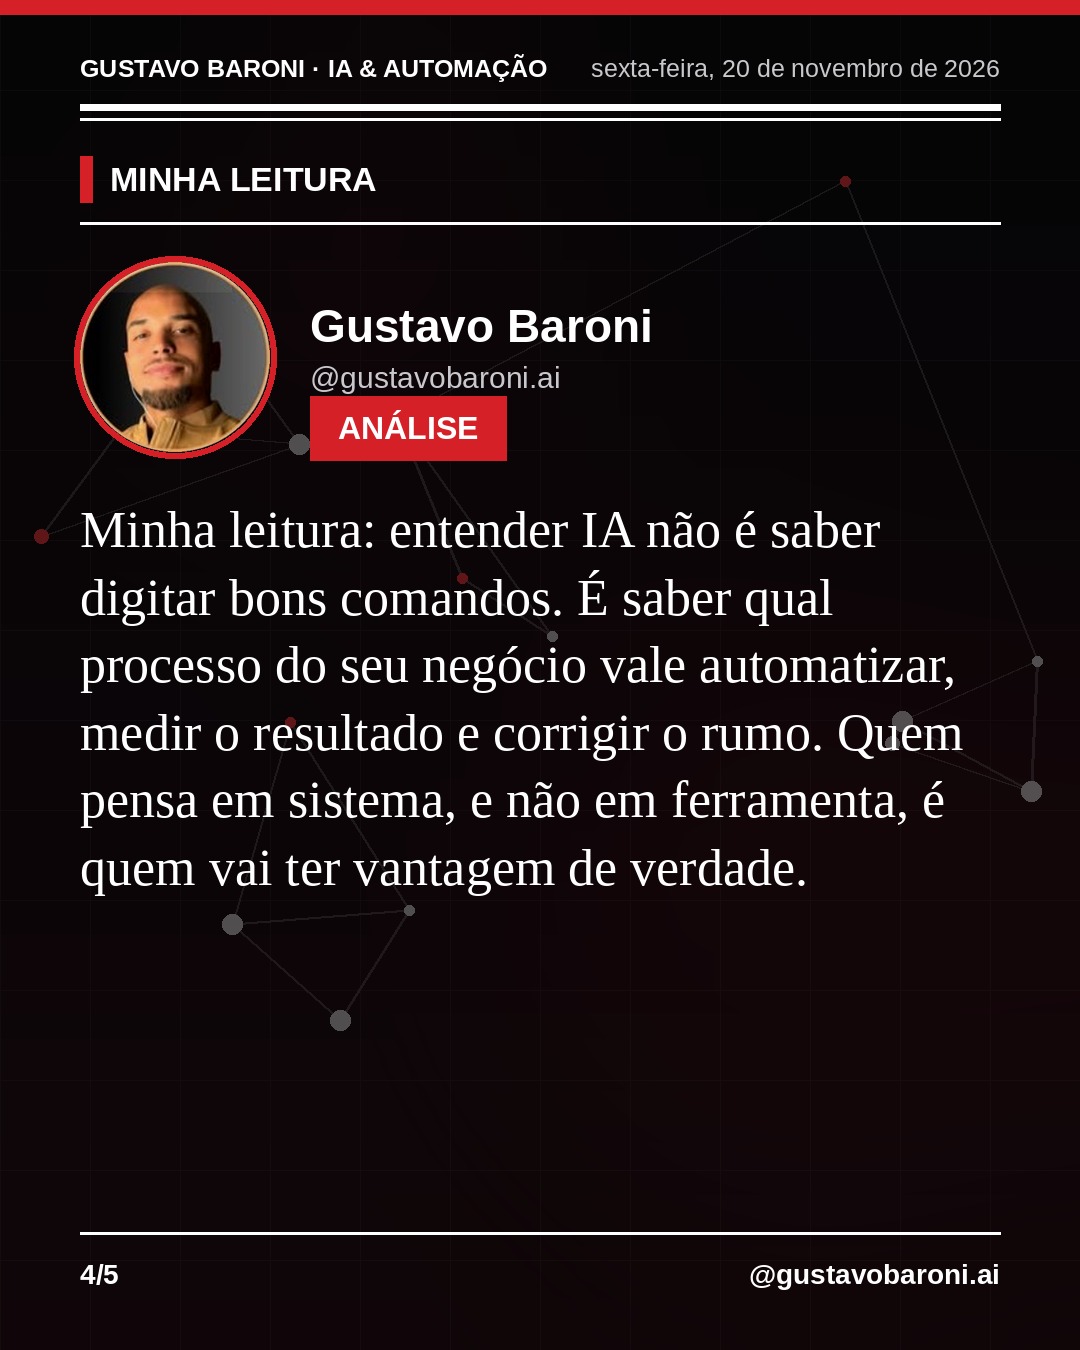 GUSTAVO BARONI · IA & AUTOMAÇÃO
sexta-feira, 20 de novembro de 2026
MINHA LEITURA
Gustavo Baroni
@gustavobaroni.ai
ANÁLISE
Minha leitura: entender IA não é saber
digitar bons comandos. É saber qual
processo do seu negócio vale automatizar,
medir o resultado e corrigir o rumo. Quem
pensa em sistema, e não em ferramenta, é
quem vai ter vantagem de verdade.
4/5
@gustavobaroni.ai